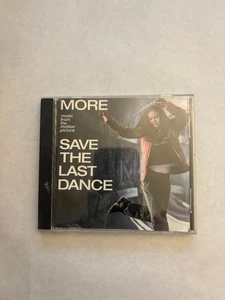 MORE
music
from
the
motion
picture
SAVE
THE
LAST
DANCE